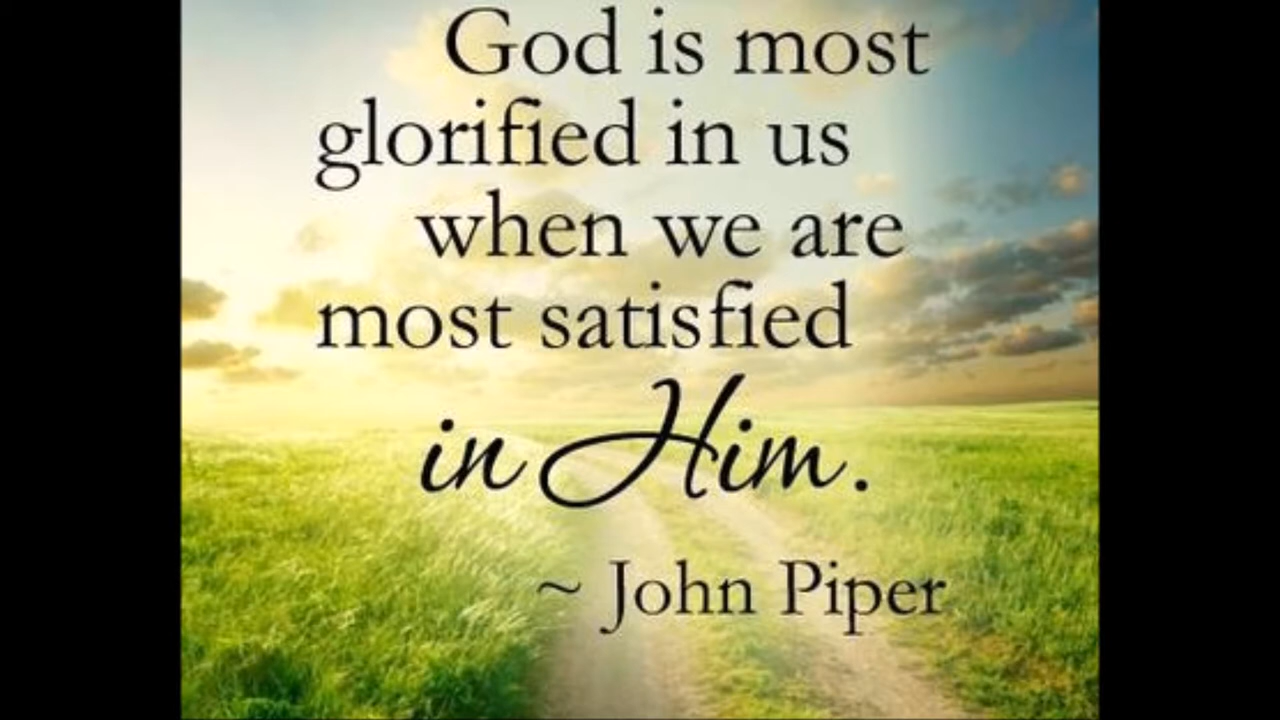 God is most
glorified in us
when we are
most satisfied
in Him.
~ John Piper